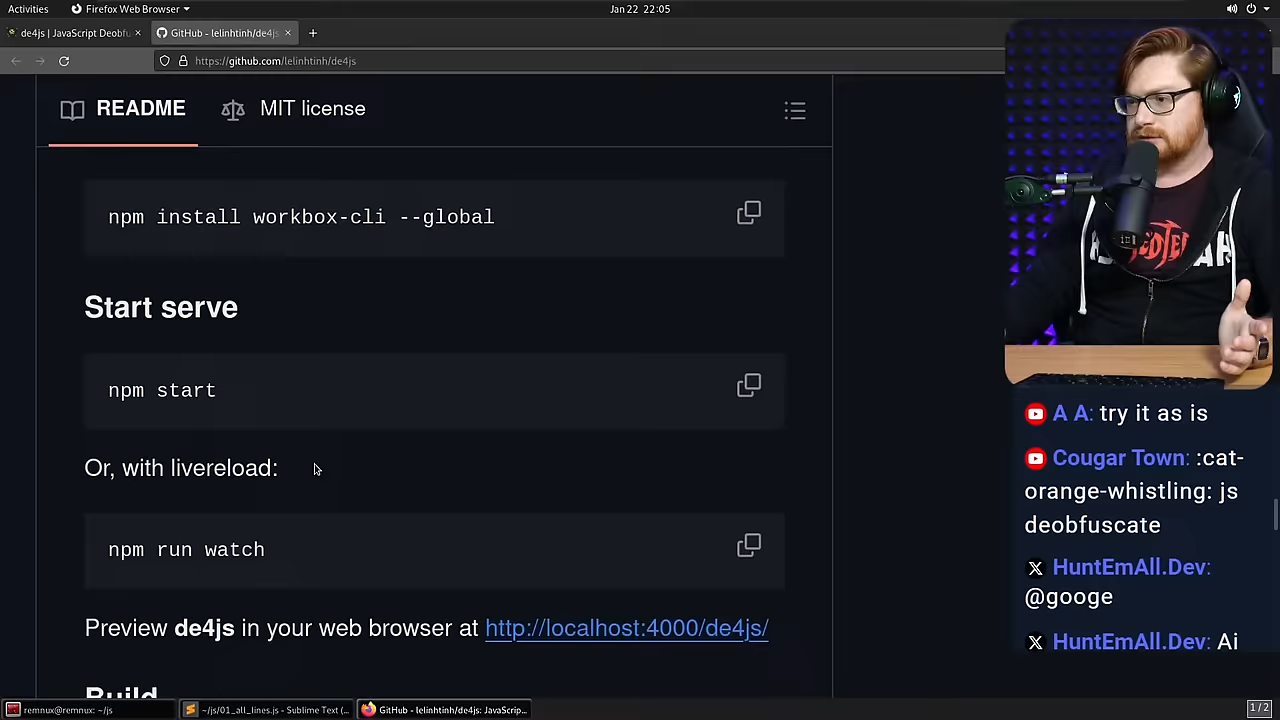 Activities
Firefox Web Browser
Jan 22 22:05
de4js | JavaScript Deobfu
GitHub - lelinhtinh/de4js
https://github.com/lelinhtinh/de4js
README
MIT license
npm install workbox-cli --global
Start serve
npm start
Or, with livereload:
npm run watch
Preview de4js in your web browser at http://localhost:4000/de4js/
Build
A A: try it as is
Cougar Town: :cat-
orange-whistling: js
deobfuscate
HuntEmAll.Dev:
@googe
HuntEmAll.Dev: Ai
remnux@remnux: ~/js
~/js/01_all_lines.js - Sublime Text (...
GitHub - lelinhtinh/de4js: JavaScrip...
1/2